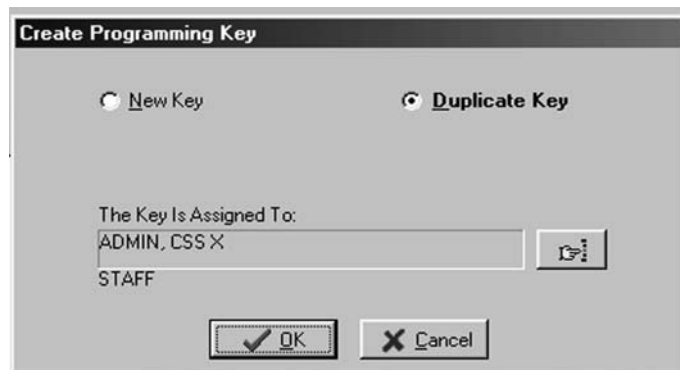 Create Programming Key
New Key
Duplicate Key
The Key Is Assigned To:
ADMIN, CSS X
STAFF
OK
Cancel